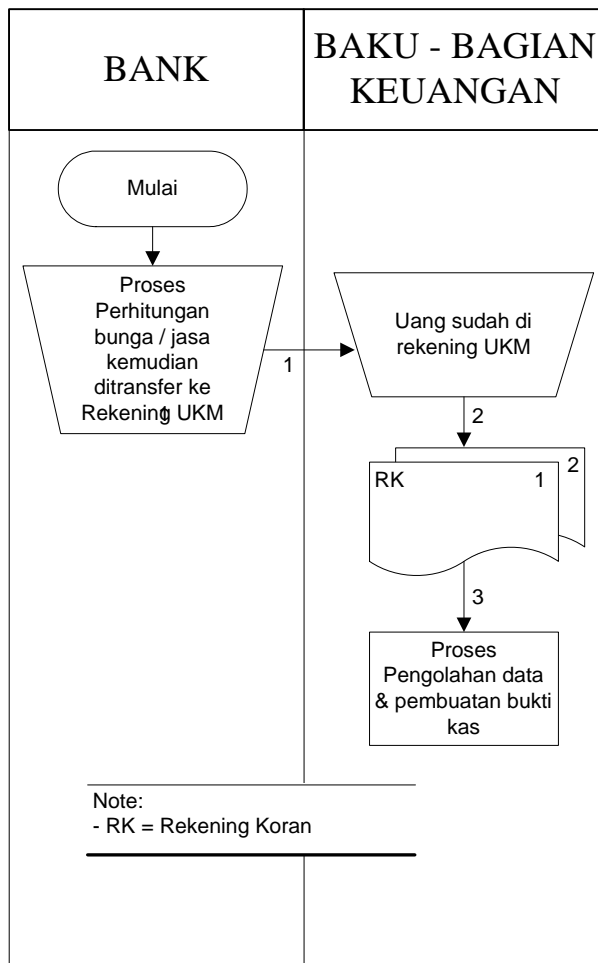 BANK
BAKU - BAGIAN
KEUANGAN
Mulai
Proses
Perhitungan
bunga / jasa
kemudian
ditransfer ke
Rekening UKM
1
1
Uang sudah di
rekening UKM
2
RK 1
2
3
Proses
Pengolahan data
& pembuatan bukti
kas
Note:
- RK = Rekening Koran